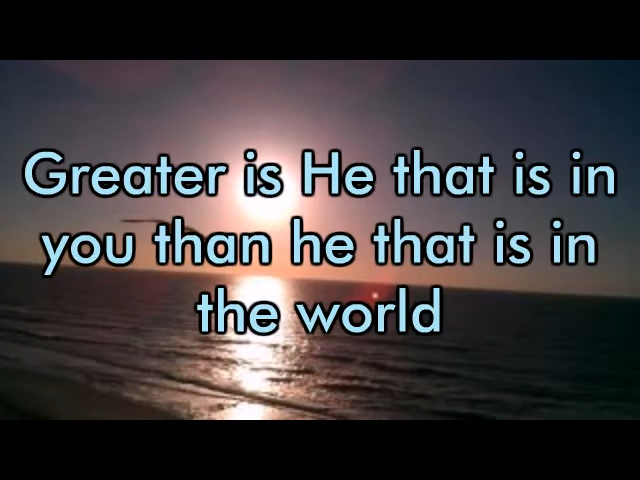 Greater is He that is in
you than he that is in
the world